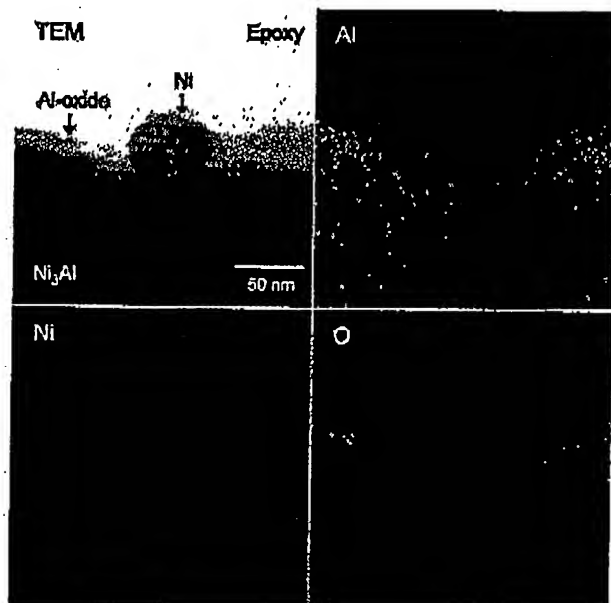 TEM
Epoxy
Al
Al-oxide
Ni
Ni₃Al
50 nm
Ni
O